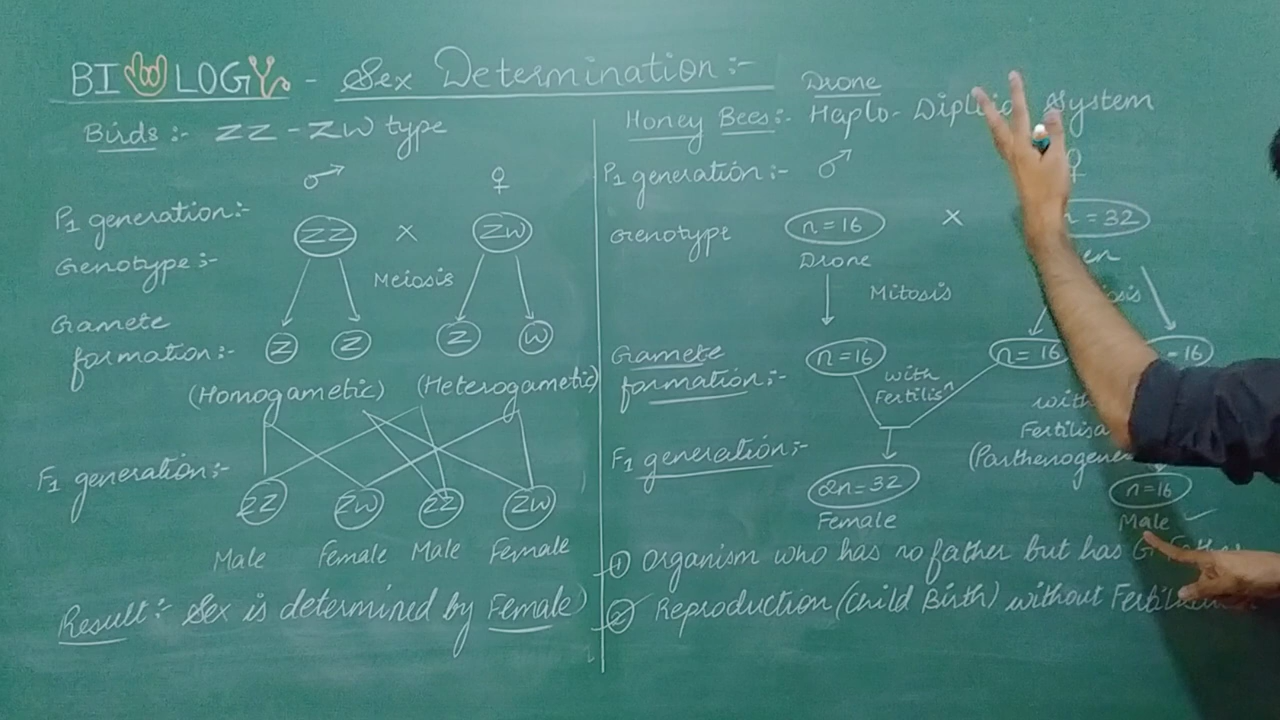 BIOLOGY - Sex Determination :-
Birds :- ZZ - ZW type
♂ ♀
P1 generation :-
Genotype :-
ZZ × ZW
Meiosis
Gamete
formation :-
Z Z Z W
(Homogametic) (Heterogametic)
F1 generation :-
ZZ ZW ZZ ZW
Male Female Male Female
Result :- Sex is determined by Female
Drone
Honey Bees :- Haplo- System
P1 generation :- ♂ ♀
Genotype n=16 × = 32
Drone
Mitosis
Gamete
formation :-
n=16 n=16 16
with
Fertilisn
F1 generation :-
2n=32 n=16
Female Male ✓
① Organism who has no father but has
② Reproduction (Child Birth) without